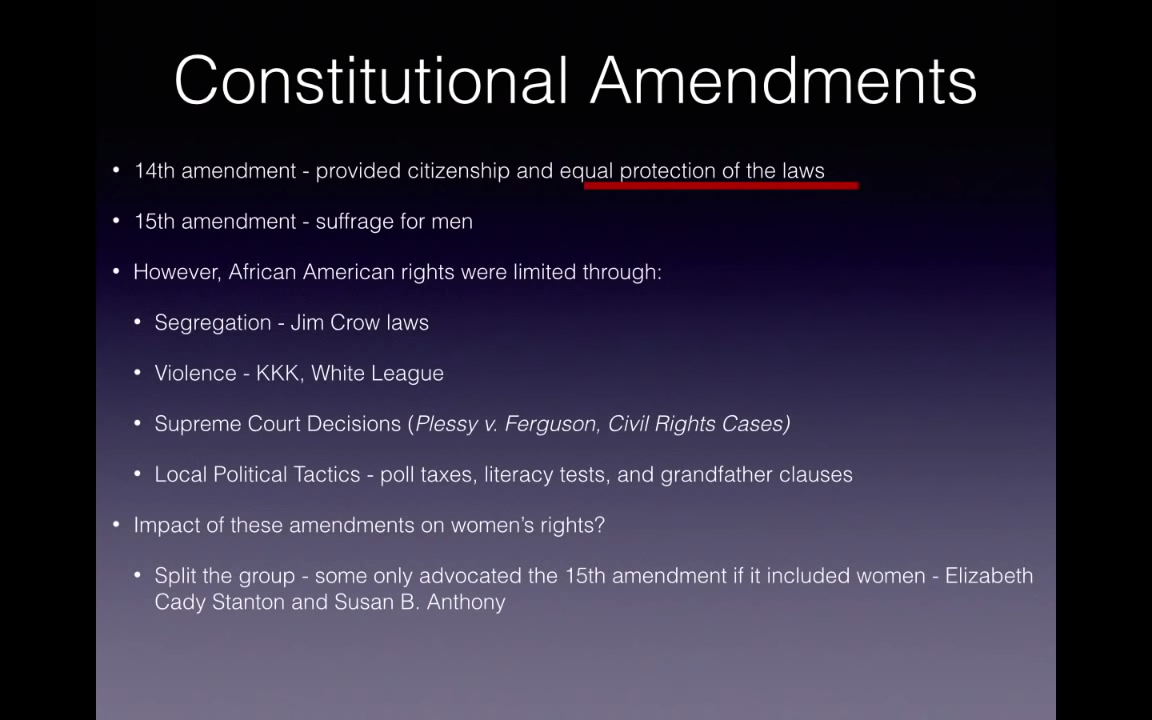 Constitutional Amendments
• 14th amendment - provided citizenship and equal protection of the laws
• 15th amendment - suffrage for men
• However, African American rights were limited through:
• Segregation - Jim Crow laws
• Violence - KKK, White League
• Supreme Court Decisions (Plessy v. Ferguson, Civil Rights Cases)
• Local Political Tactics - poll taxes, literacy tests, and grandfather clauses
• Impact of these amendments on women's rights?
• Split the group - some only advocated the 15th amendment if it included women - Elizabeth
Cady Stanton and Susan B. Anthony